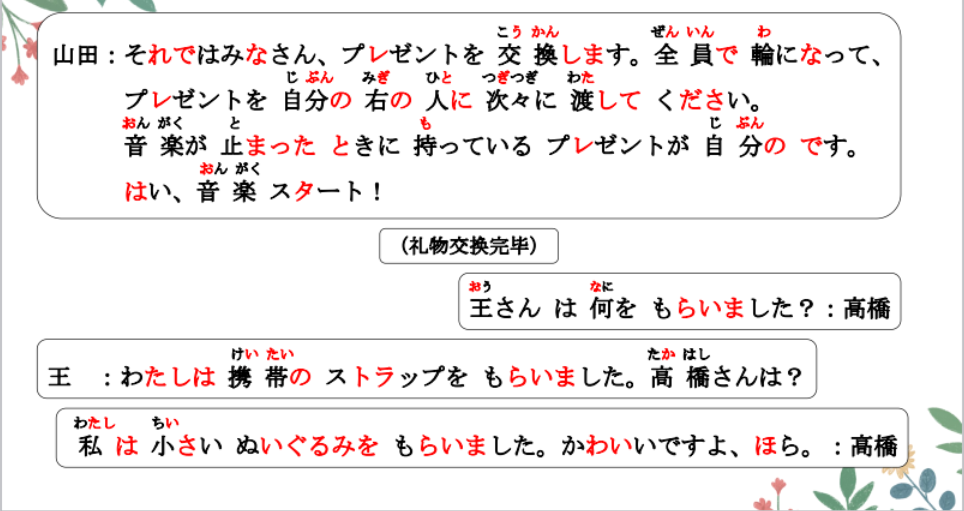 こうかん ぜんいん わ
山田：それではみなさん、プレゼントを 交 換します。全 員で 輪になって、
じ ぶん みぎ ひと つぎつぎ わた
プレゼントを 自分の 右の 人に 次々に 渡して ください。
おんがく と も じ ぶん
音 楽が 止まった ときに 持っている プレゼントが 自 分の です。
おんがく
はい、音 楽 スタート！
（礼物交换完毕）
おう なに
王さん は 何を もらいました？：高橋
けい たい たか はし
王 ：わたしは 携 帯の ストラップを もらいました。高 橋さんは？
わたし ちい
私 は 小さい ぬいぐるみを もらいました。かわいいですよ、ほら。：高橋